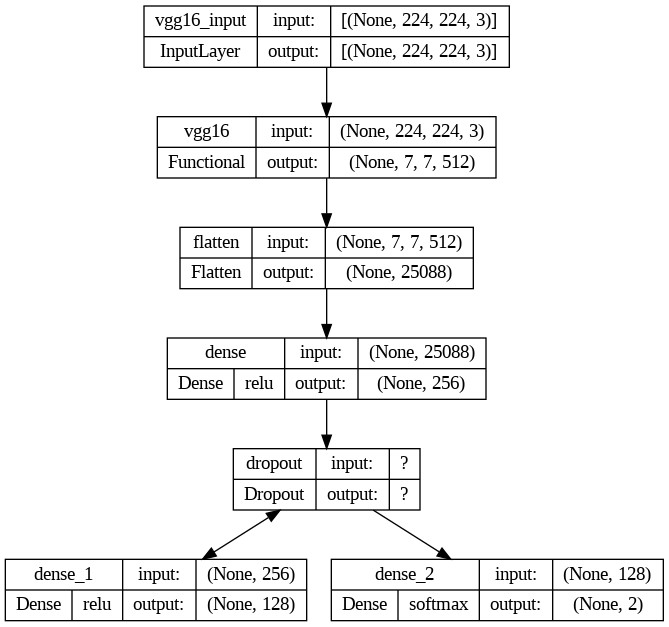 vgg16_input input: [(None, 224, 224, 3)]
InputLayer output: [(None, 224, 224, 3)]
vgg16 input: (None, 224, 224, 3)
Functional output: (None, 7, 7, 512)
flatten input: (None, 7, 7, 512)
Flatten output: (None, 25088)
dense input: (None, 25088)
Dense relu output: (None, 256)
dropout input: ?
Dropout output: ?
dense_1 input: (None, 256)
Dense relu output: (None, 128)
dense_2 input: (None, 128)
Dense softmax output: (None, 2)